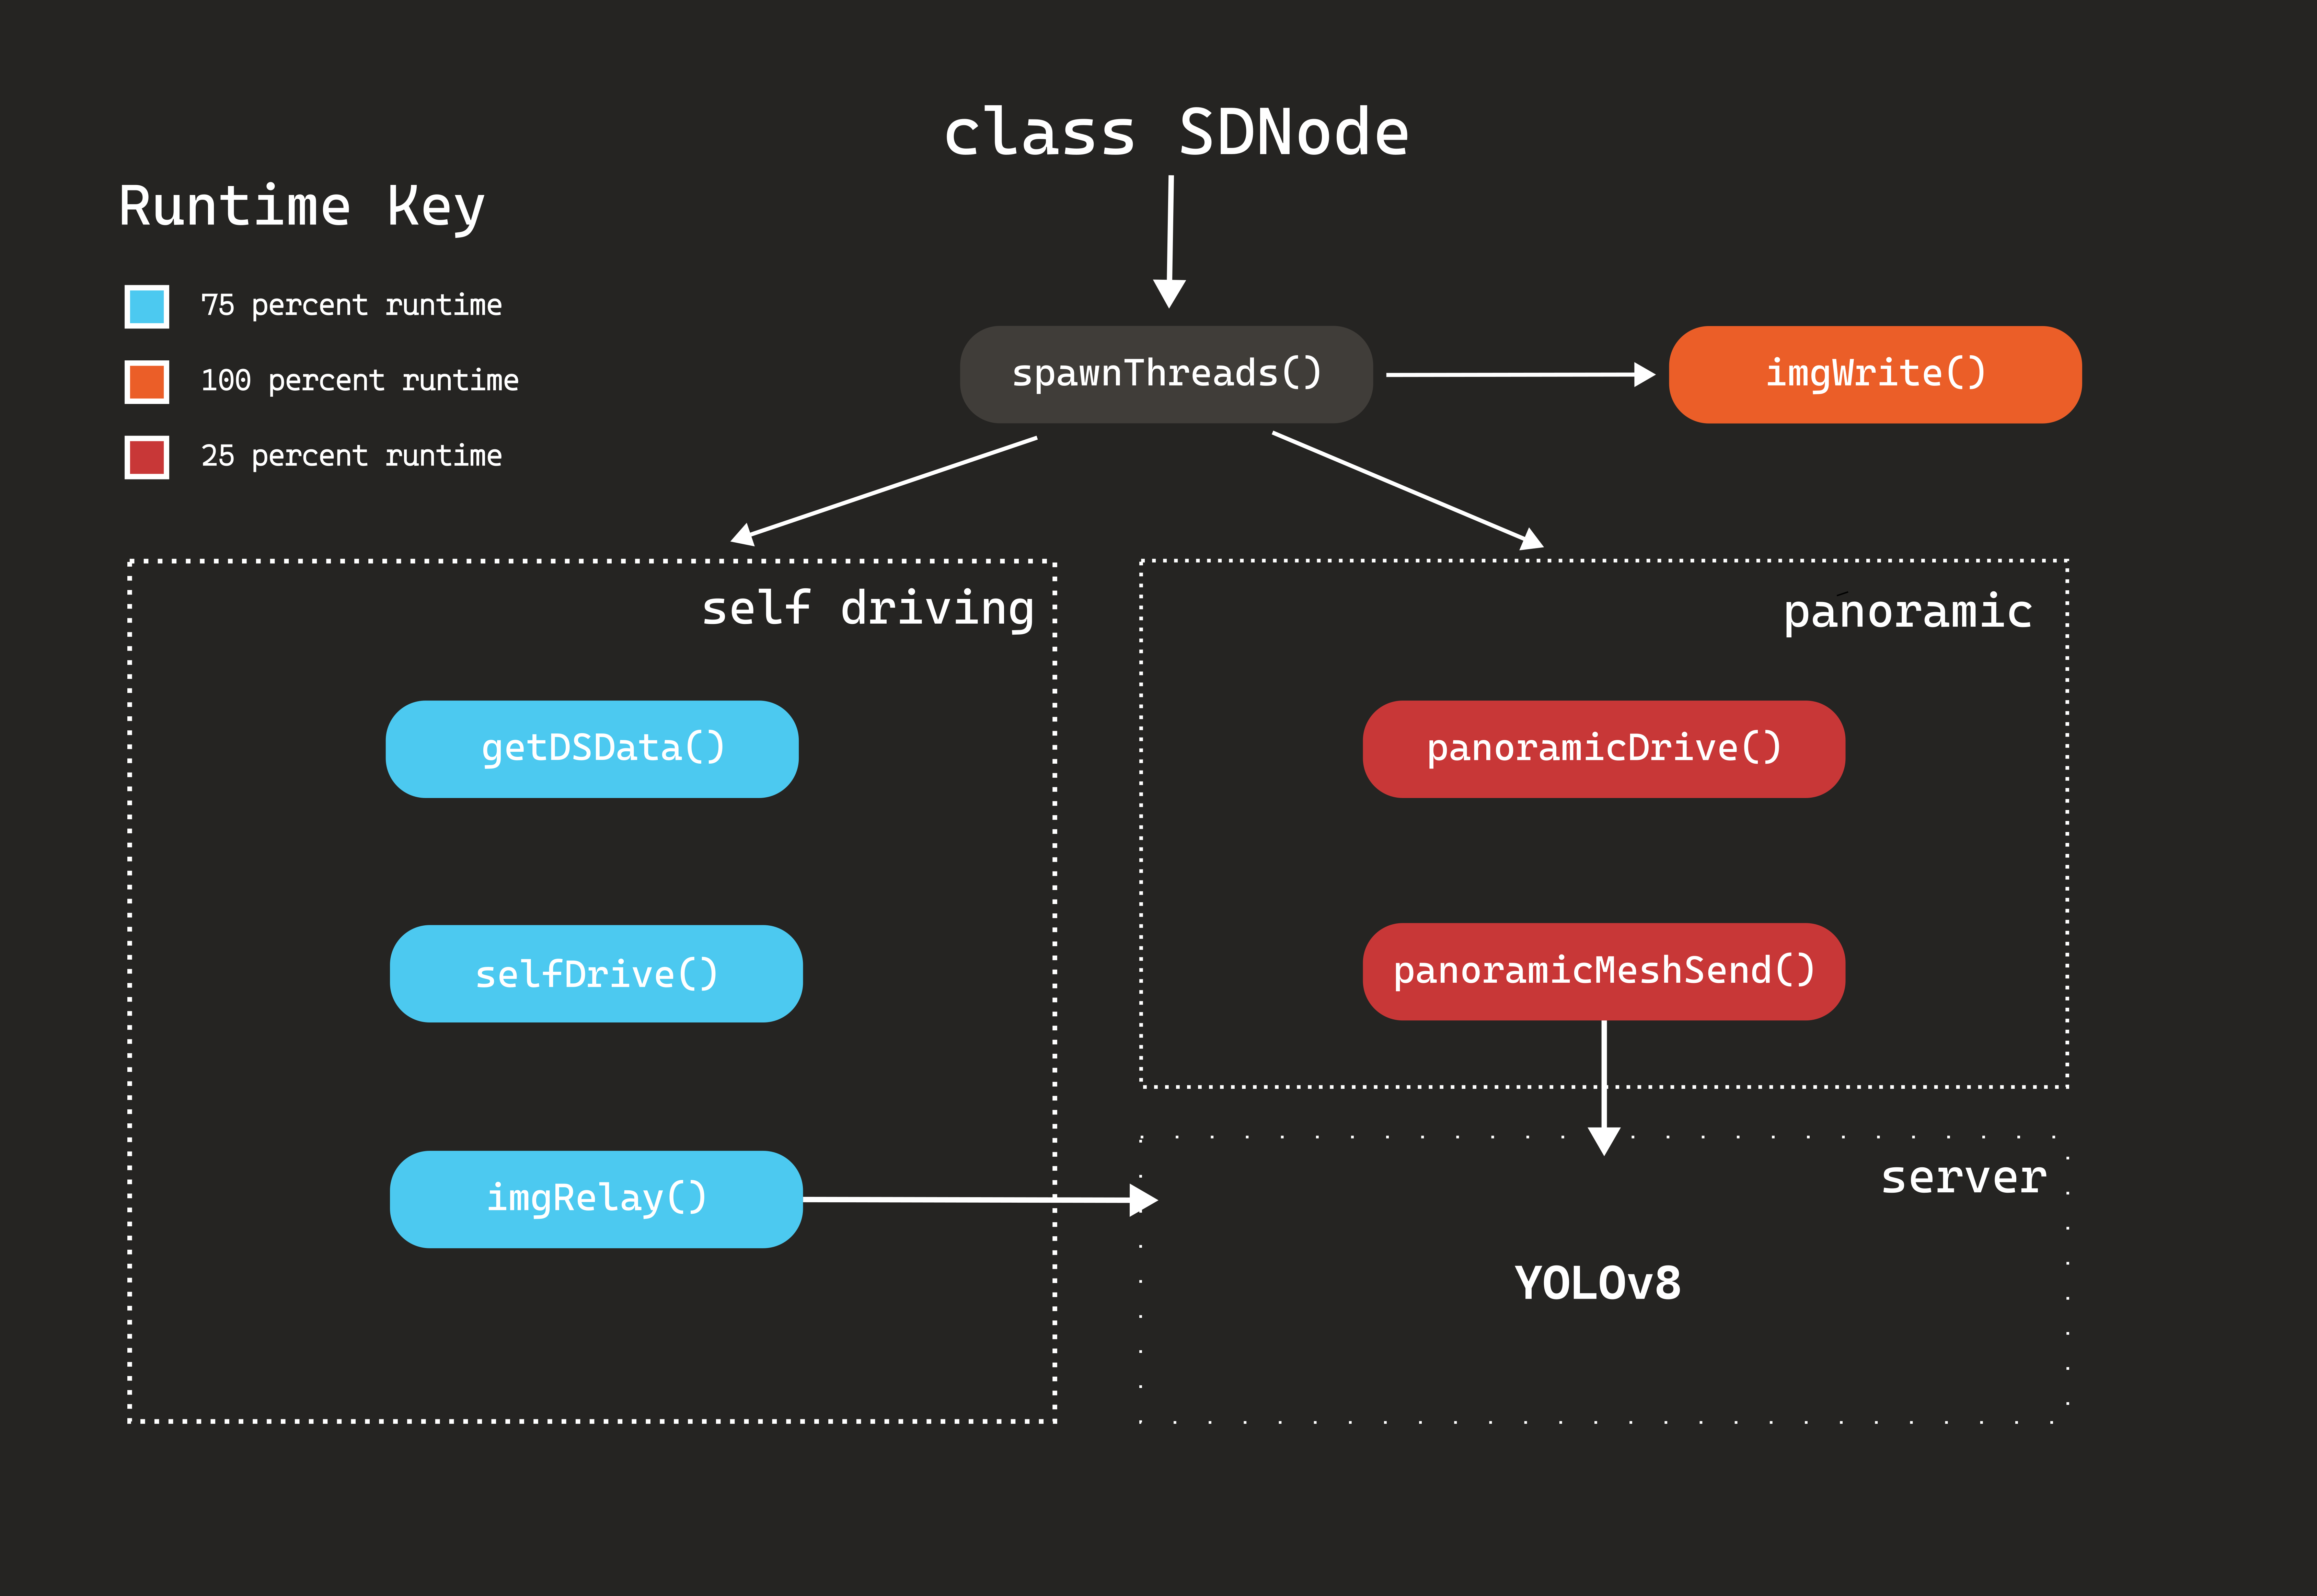 class SDNode
Runtime Key
75 percent runtime
100 percent runtime
25 percent runtime
spawnThreads()
imgWrite()
self driving
getDSData()
selfDrive()
imgRelay()
panoramic
panoramicDrive()
panoramicMeshSend()
server
YOLOv8